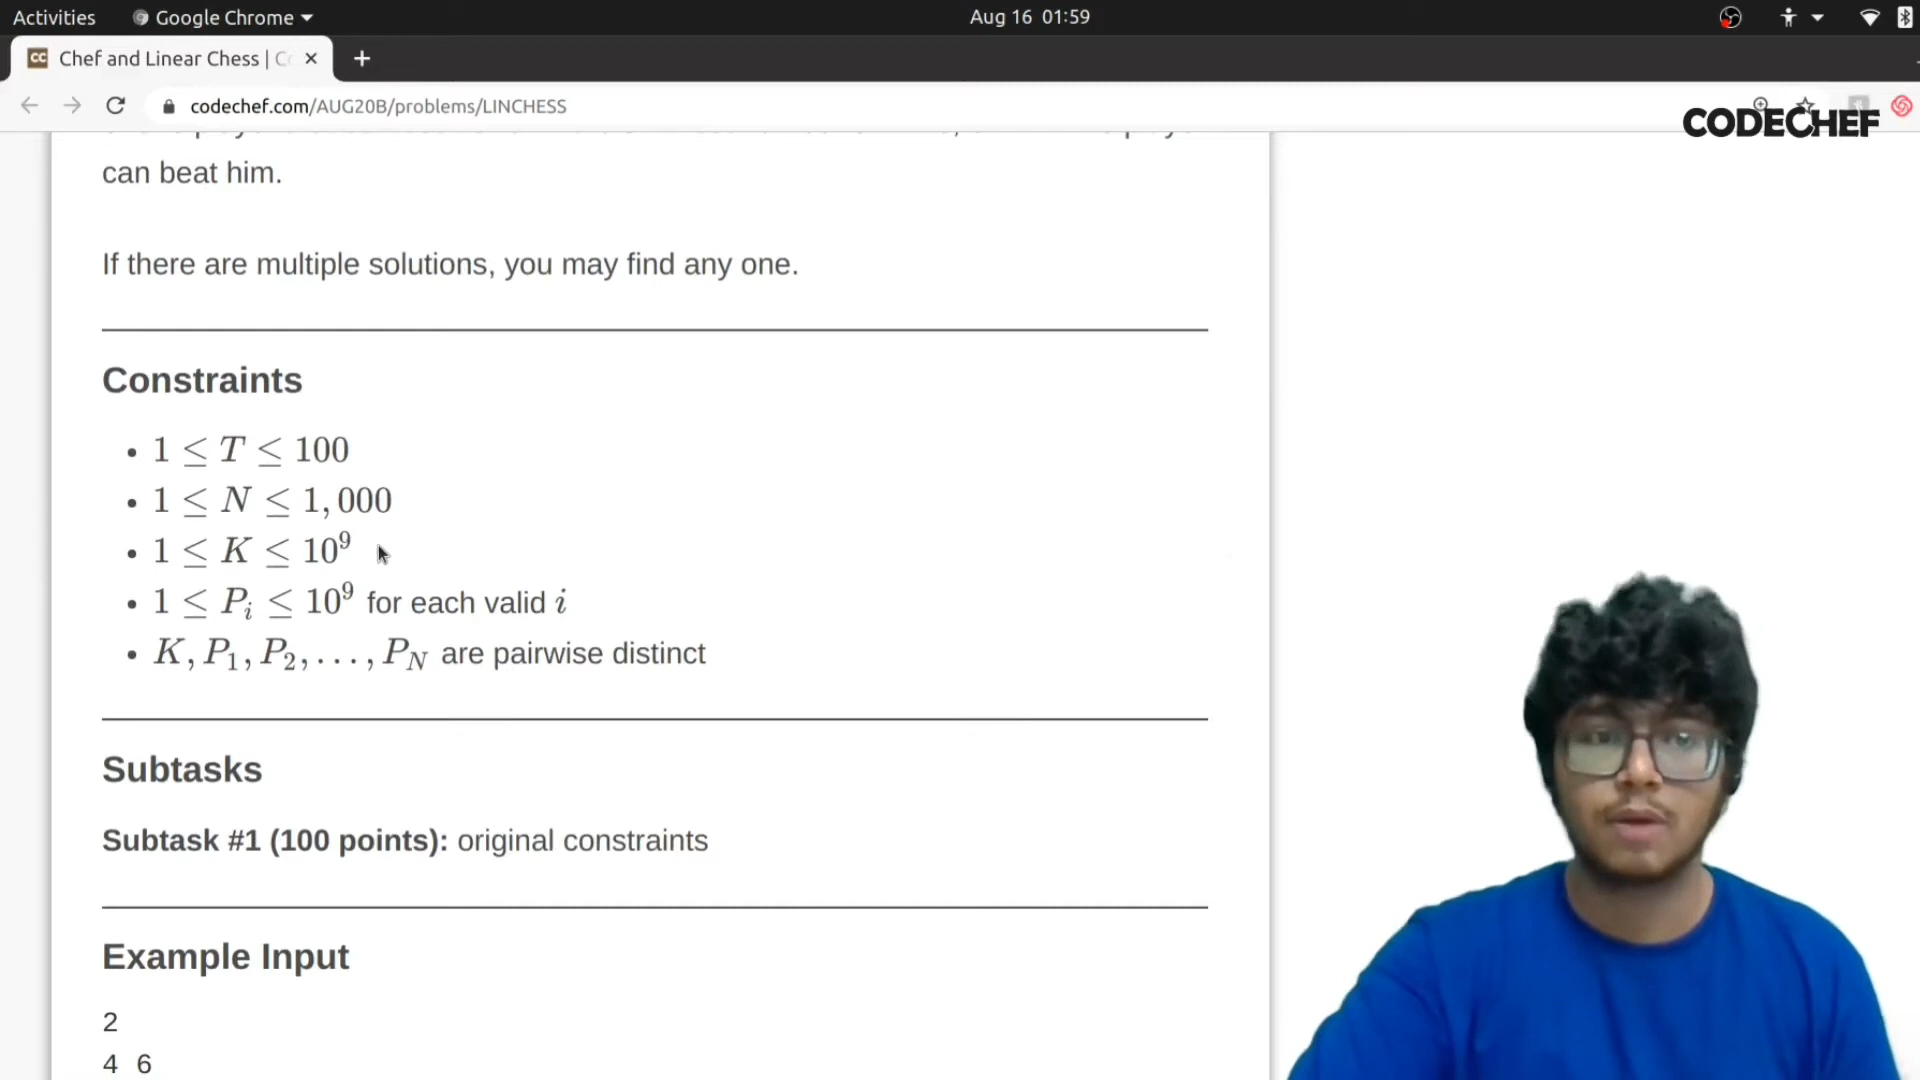 Activities
Google Chrome
Aug 16 01:59
CC Chef and Linear Chess | C
codechef.com/AUG20B/problems/LINCHESS
CODECHEF
can beat him.
If there are multiple solutions, you may find any one.
Constraints
• 1 ≤ T ≤ 100
• 1 ≤ N ≤ 1,000
• 1 ≤ K ≤ 10⁹
• 1 ≤ Pᵢ ≤ 10⁹ for each valid i
• K, P₁, P₂, . . . , P_N are pairwise distinct
Subtasks
Subtask #1 (100 points): original constraints
Example Input
2
4 6